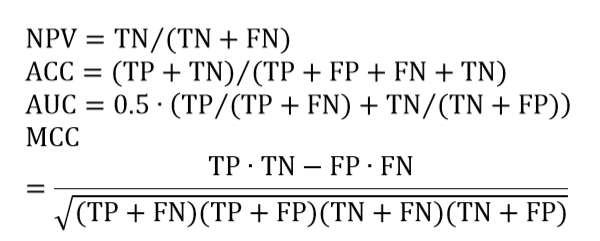 NPV = TN/(TN + FN)
ACC = (TP + TN)/(TP + FP + FN + TN)
AUC = 0.5 · (TP/(TP + FN) + TN/(TN + FP))
MCC
= TP · TN − FP · FN / √(TP + FN)(TP + FP)(TN + FN)(TN + FP)